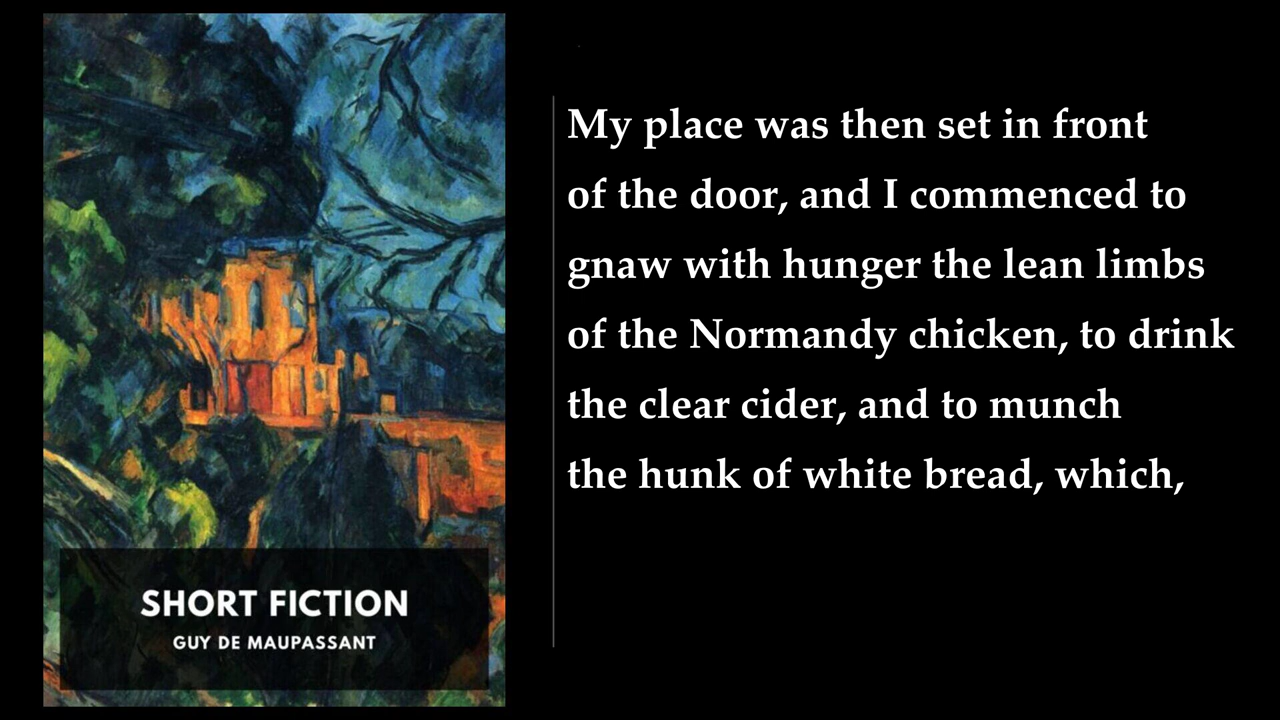 SHORT FICTION
GUY DE MAUPASSANT
My place was then set in front
of the door, and I commenced to
gnaw with hunger the lean limbs
of the Normandy chicken, to drink
the clear cider, and to munch
the hunk of white bread, which,